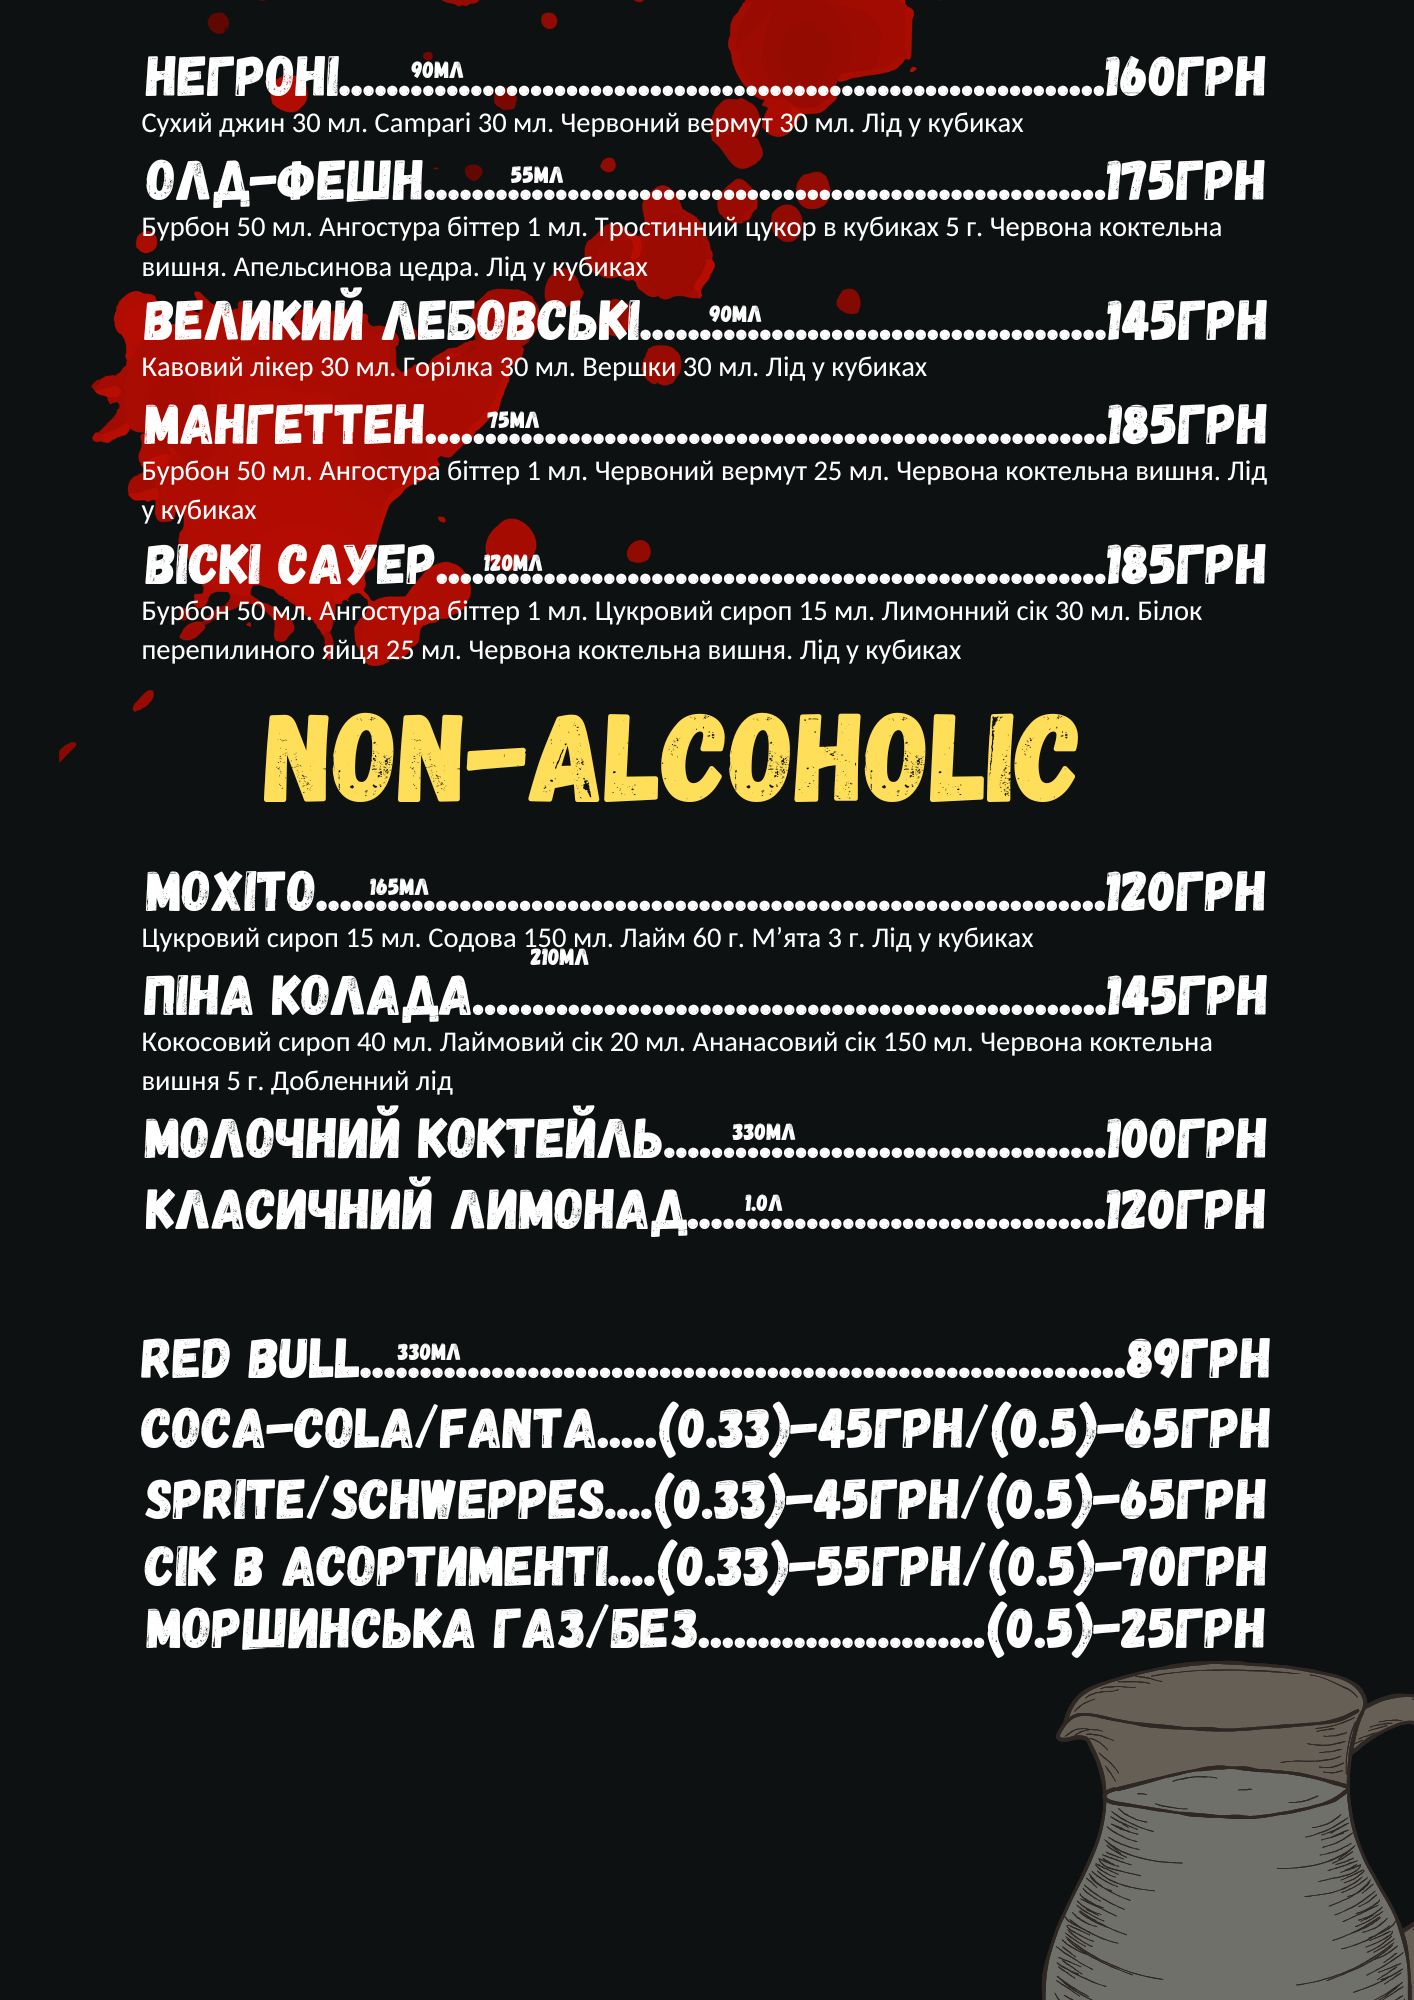 НЕГРОНІ........90МЛ........160ГРН
Сухий джин 30 мл. Campari 30 мл. Червоний вермут 30 мл. Лід у кубиках
ОЛД-ФЕШН........55МЛ........175ГРН
Бурбон 50 мл. Ангостура біттер 1 мл. Тростинний цукор в кубиках 5 г. Червона коктельна
вишня. Апельсинова цедра. Лід у кубиках
ВЕЛИКИЙ ЛЕБОВСЬКІ........90МЛ........145ГРН
Кавовий лікер 30 мл. Горілка 30 мл. Вершки 30 мл. Лід у кубиках
МАНГЕТТЕН........75МЛ........185ГРН
Бурбон 50 мл. Ангостура біттер 1 мл. Червоний вермут 25 мл. Червона коктельна вишня. Лід
у кубиках
ВІСКІ САУЕР........120МЛ........185ГРН
Бурбон 50 мл. Ангостура біттер 1 мл. Цукровий сироп 15 мл. Лимонний сік 30 мл. Білок
перепилиного яйця 25 мл. Червона коктельна вишня. Лід у кубиках
NON-ALCOHOLIC
МОХІТО........165МЛ........120ГРН
Цукровий сироп 15 мл. Содова 150 мл. Лайм 60 г. М’ята 3 г. Лід у кубиках
ПІНА КОЛАДА........210МЛ........145ГРН
Кокосовий сироп 40 мл. Лаймовий сік 20 мл. Ананасовий сік 150 мл. Червона коктельна
вишня 5 г. Добленний лід
МОЛОЧНИЙ КОКТЕЙЛЬ........330МЛ........100ГРН
КЛАСИЧНИЙ ЛИМОНАД........1.0Л........120ГРН
RED BULL........330МЛ........89ГРН
COCA-COLA/FANTA.....(0.33)-45ГРН/(0.5)-65ГРН
SPRITE/SCHWEPPES....(0.33)-45ГРН/(0.5)-65ГРН
СІК В АСОРТИМЕНТІ....(0.33)-55ГРН/(0.5)-70ГРН
МОРШИНСЬКА ГАЗ/БЕЗ........................(0.5)-25ГРН